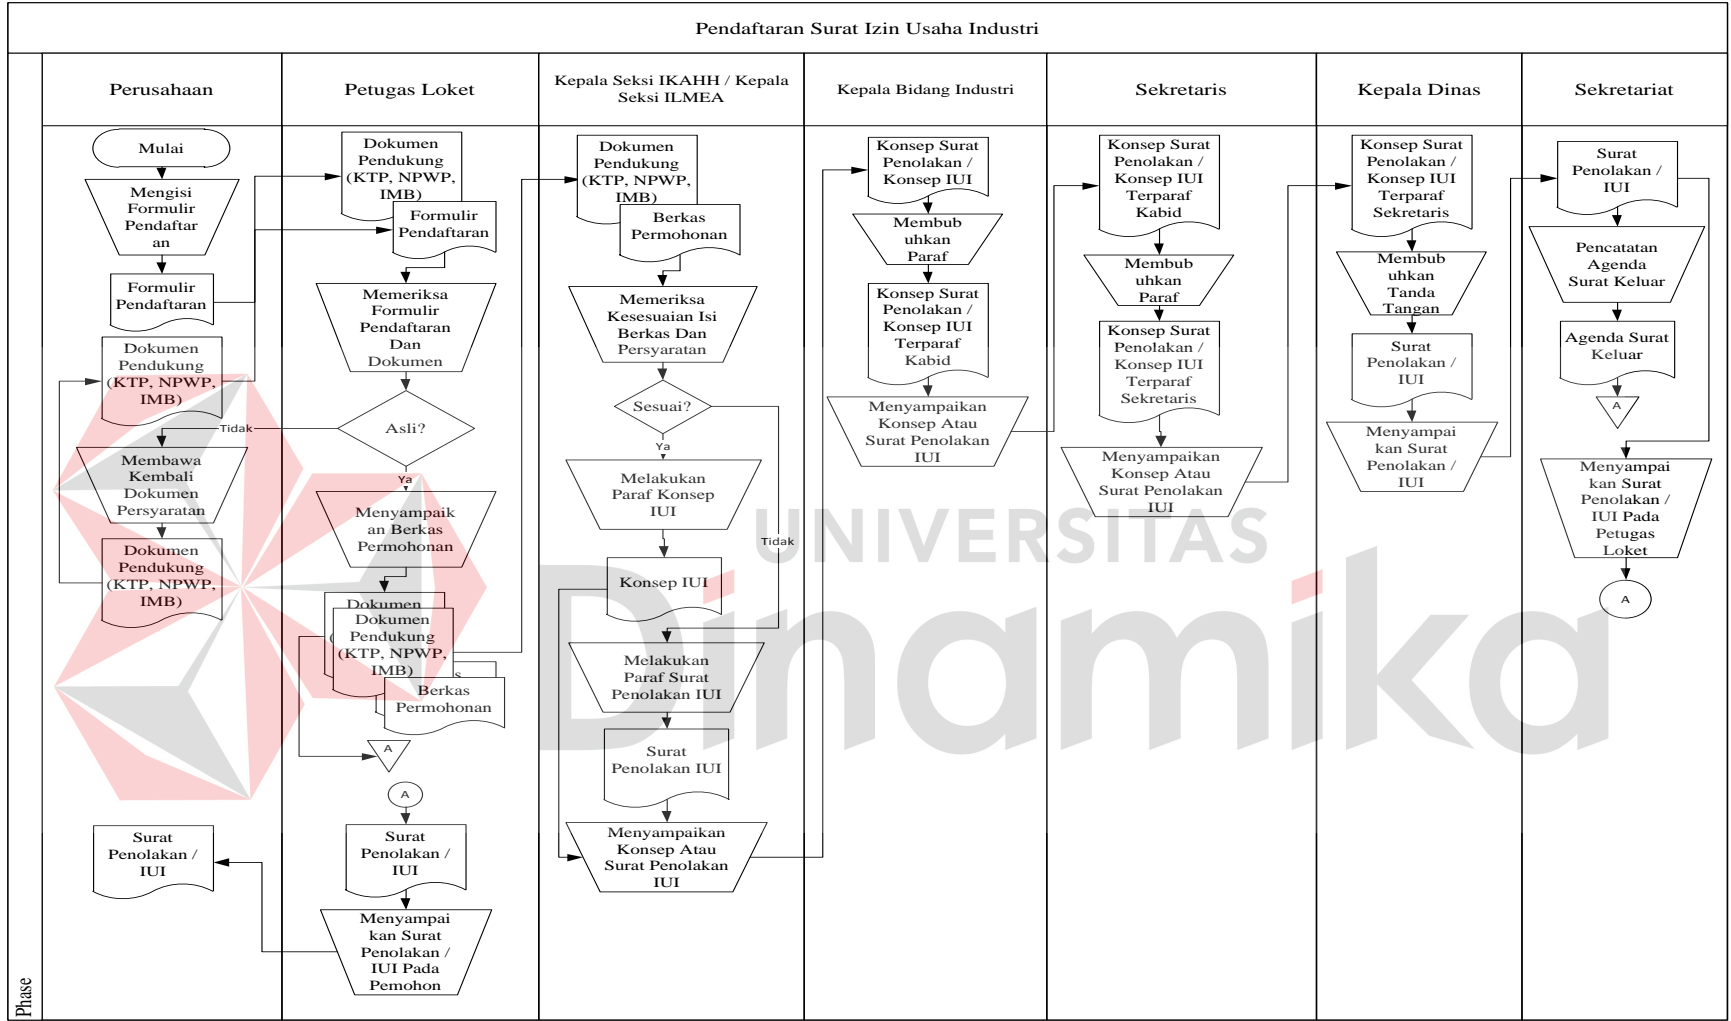 Pendaftaran Surat Izin Usaha Industri
Phase
Perusahaan
Mulai
Mengisi
Formulir
Pendaftar
an
Formulir
Pendaftaran
Dokumen
Pendukung
(KTP, NPWP,
IMB)
Tidak
Membawa
Kembali
Dokumen
Persyaratan
Dokumen
Pendukung
(KTP, NPWP,
IMB)
Surat
Penolakan /
IUI
Petugas Loket
Dokumen
Pendukung
(KTP, NPWP,
IMB)
Formulir
Pendaftaran
Memeriksa
Formulir
Pendaftaran
Dan
Dokumen
Asli?
Ya
Menyampaik
an Berkas
Permohonan
Dokumen
Dokumen
Pendukung
(KTP, NPWP,
IMB)
Berkas
Permohonan
A
A
Surat
Penolakan /
IUI
Menyampai
kan Surat
Penolakan /
IUI Pada
Pemohon
Kepala Seksi IKAHH / Kepala
Seksi ILMEA
Dokumen
Pendukung
(KTP, NPWP,
IMB)
Berkas
Permohonan
Memeriksa
Kesesuaian Isi
Berkas Dan
Persyaratan
Sesuai?
Ya
Melakukan
Paraf Konsep
IUI
Tidak
Konsep IUI
Melakukan
Paraf Surat
Penolakan IUI
Surat
Penolakan IUI
Menyampaikan
Konsep Atau
Surat Penolakan
IUI
Kepala Bidang Industri
Konsep Surat
Penolakan /
Konsep IUI
Membub
uhkan
Paraf
Konsep Surat
Penolakan /
Konsep IUI
Terparaf
Kabid
Menyampaikan
Konsep Atau
Surat Penolakan
IUI
Sekretaris
Konsep Surat
Penolakan /
Konsep IUI
Terparaf
Kabid
Membub
uhkan
Paraf
Konsep Surat
Penolakan /
Konsep IUI
Terparaf
Sekretaris
Menyampaikan
Konsep Atau
Surat Penolakan
IUI
Kepala Dinas
Konsep Surat
Penolakan /
Konsep IUI
Terparaf
Sekretaris
Membub
uhkan
Tanda
Tangan
Surat
Penolakan /
IUI
Menyampai
kan Surat
Penolakan /
IUI
Sekretariat
Surat
Penolakan /
IUI
Pencatatan
Agenda
Surat Keluar
Agenda Surat
Keluar
A
Menyampai
kan Surat
Penolakan /
IUI Pada
Petugas
Loket
A
UNIVERSITAS
Dinamika